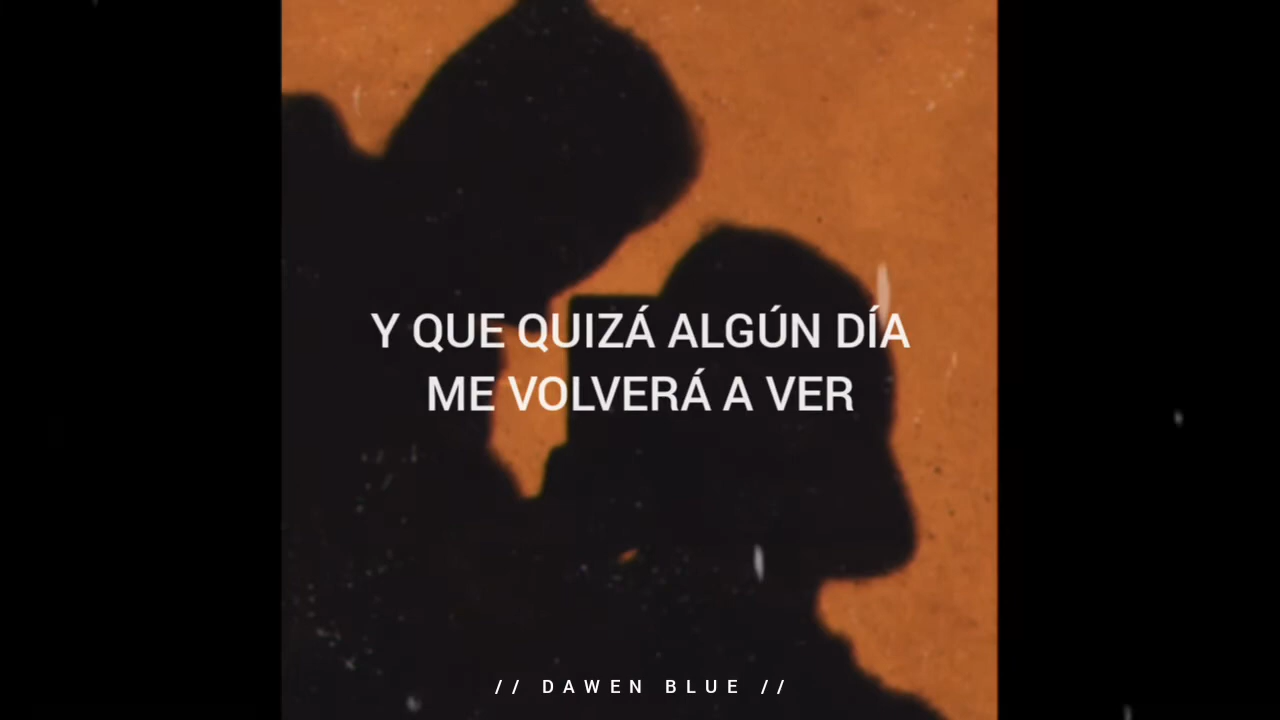 Y QUE QUIZÁ ALGÚN DÍA
ME VOLVERÁ A VER
// DAWEN BLUE //